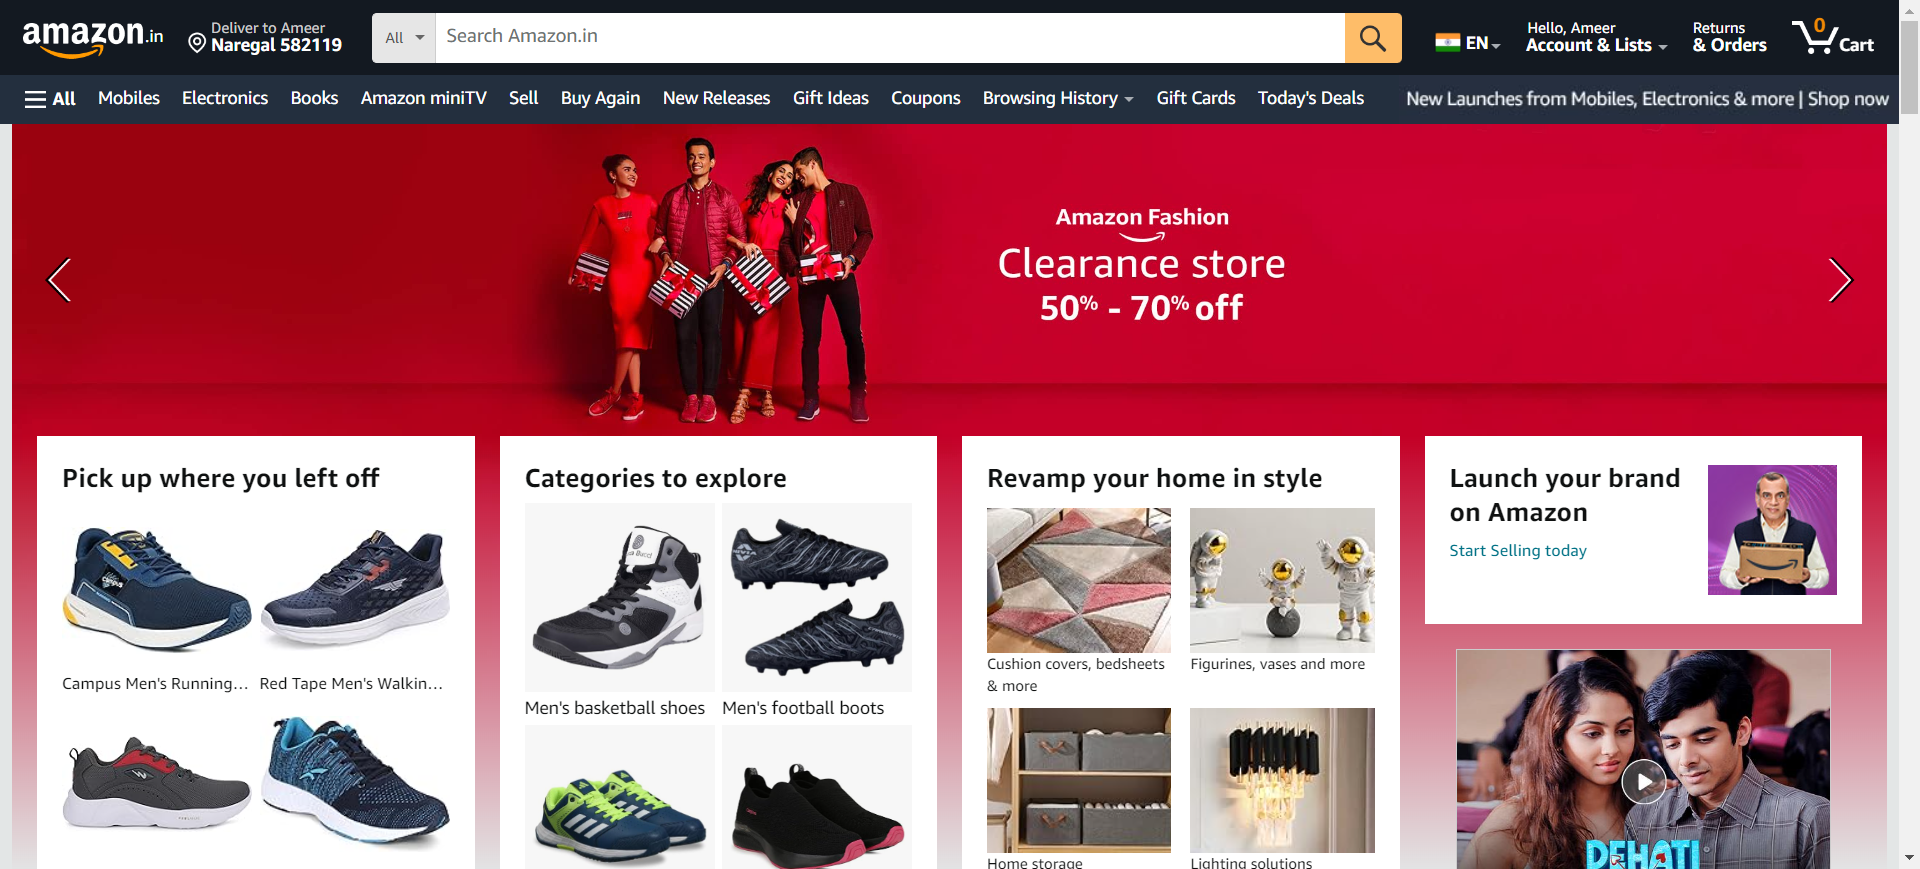 amazon.in
Deliver to Ameer
Naregal 582119
All
Search Amazon.in
EN
Hello, Ameer
Account & Lists
Returns
& Orders
0
Cart
All
Mobiles
Electronics
Books
Amazon miniTV
Sell
Buy Again
New Releases
Gift Ideas
Coupons
Browsing History
Gift Cards
Today's Deals
New Launches from Mobiles, Electronics & more | Shop now
Amazon Fashion
Clearance store
50% - 70% off
Pick up where you left off
Campus Men's Running...
Red Tape Men's Walkin...
Categories to explore
Men's basketball shoes
Men's football boots
Revamp your home in style
Cushion covers, bedsheets
& more
Figurines, vases and more
Home storage
Lighting solutions
Launch your brand
on Amazon
Start Selling today
DEHATI